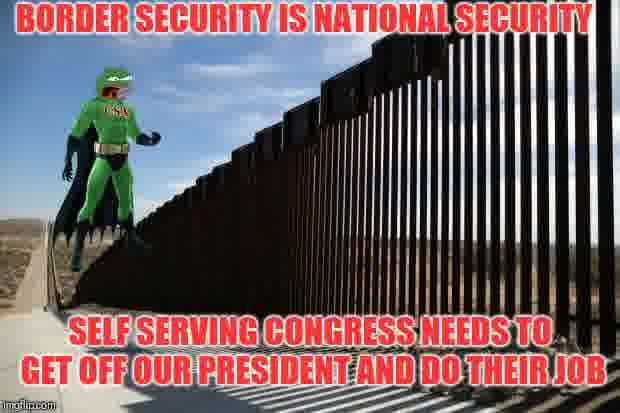 BORDER SECURITY IS NATIONAL SECURITY
USA
SELF SERVING CONGRESS NEEDS TO
GET OFF OUR PRESIDENT AND DO THEIR JOB
imgflip.com